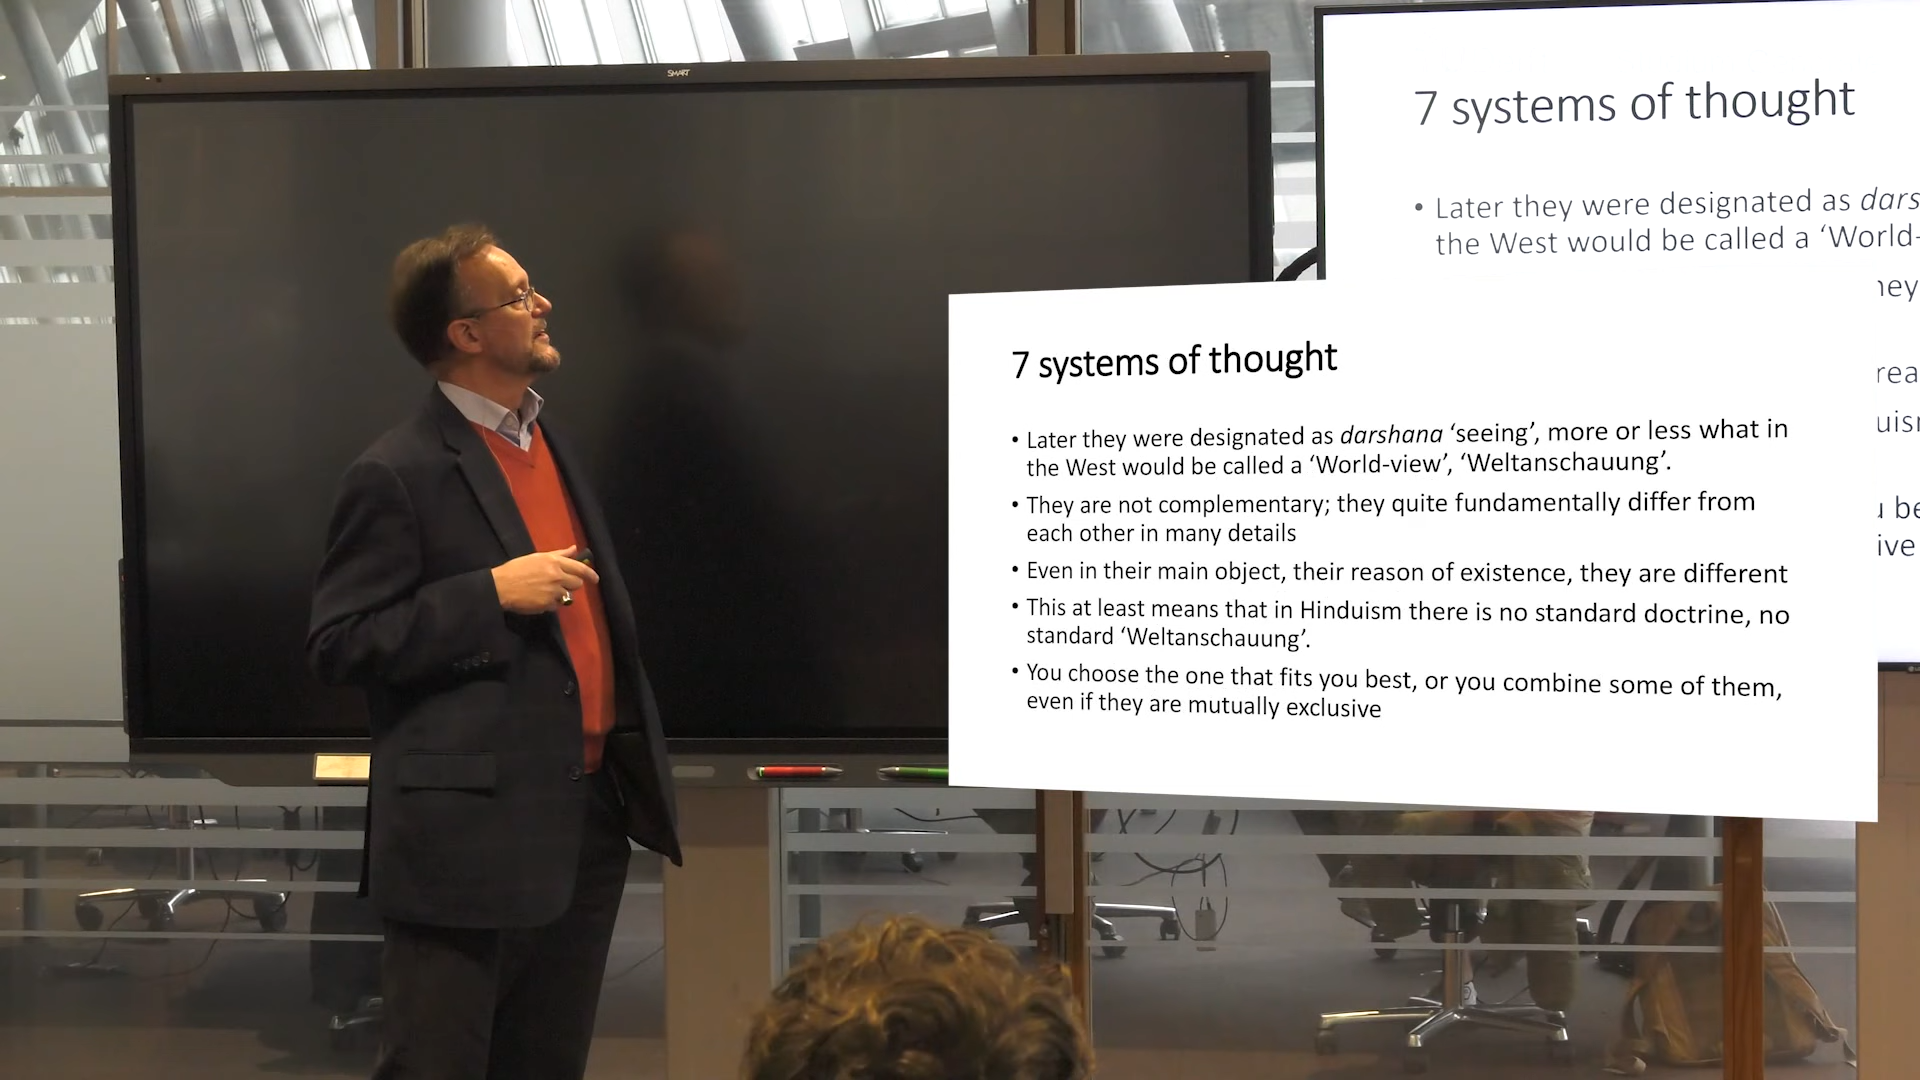 SMART
7 systems of thought
• Later they were designated as
the West would be called a ‘World-
7 systems of thought
• Later they were designated as darshana ‘seeing’, more or less what in
the West would be called a ‘World-view’, ‘Weltanschauung’.
• They are not complementary; they quite fundamentally differ from
each other in many details
• Even in their main object, their reason of existence, they are different
• This at least means that in Hinduism there is no standard doctrine, no
standard ‘Weltanschauung’.
• You choose the one that fits you best, or you combine some of them,
even if they are mutually exclusive